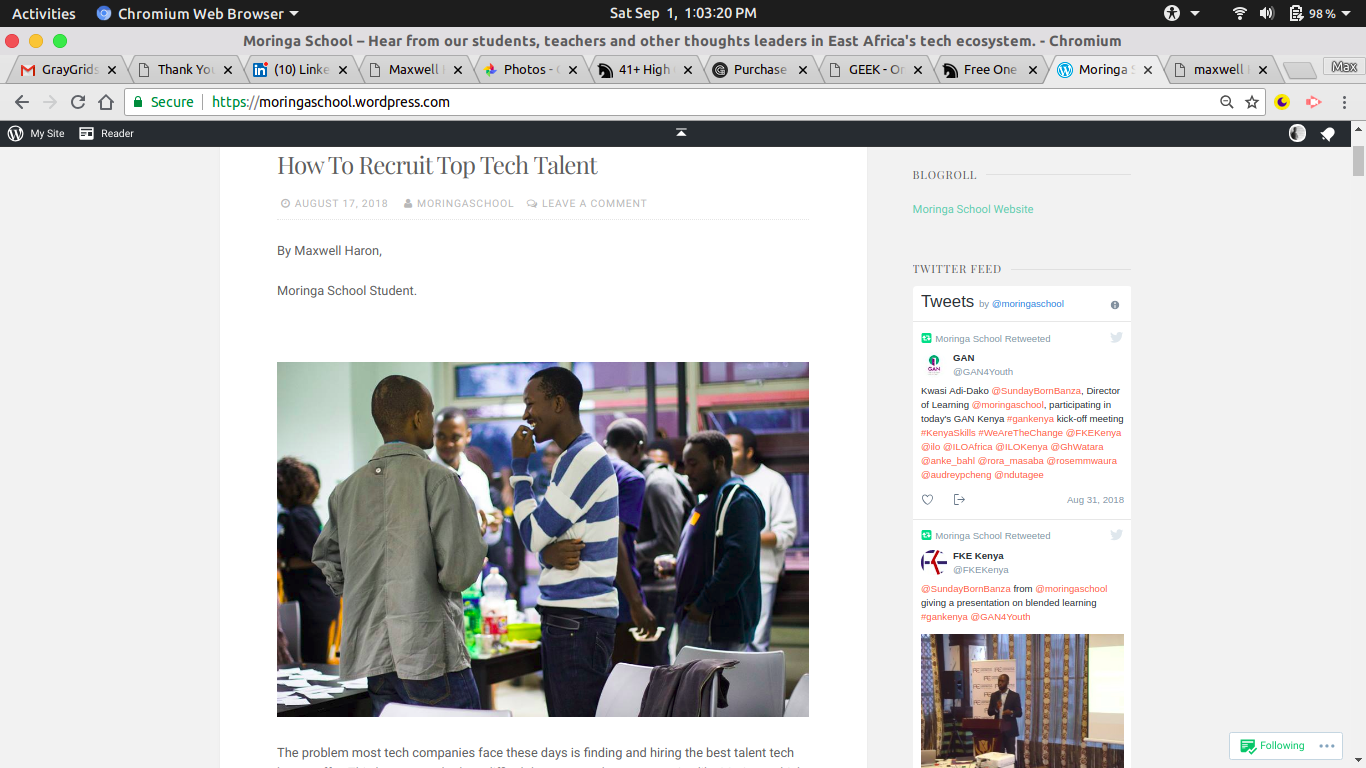 Activities
Chromium Web Browser
Sat Sep 1, 1:03:20 PM
98 %
Moringa School – Hear from our students, teachers and other thoughts leaders in East Africa's tech ecosystem. - Chromium
GrayGrids
Thank You
(10) Linke
Maxwell
Photos -
41+ High
Purchase
GEEK - On
Free One
Moringa S
maxwell
Max
Secure
https://moringaschool.wordpress.com
My Site
Reader
How To Recruit Top Tech Talent
AUGUST 17, 2018 MORINGASCHOOL LEAVE A COMMENT
By Maxwell Haron,
Moringa School Student.
The problem most tech companies face these days is finding and hiring the best talent tech
BLOGROLL
Moringa School Website
TWITTER FEED
Tweets by @moringaschool
Moringa School Retweeted
GAN
GAN
@GAN4Youth
Kwasi Adi-Dako @SundayBornBanza, Director
of Learning @moringaschool, participating in
today's GAN Kenya #gankenya kick-off meeting
#KenyaSkills #WeAreTheChange @FKEKenya
@ilo @ILOAfrica @ILOKenya @GhWatara
@anke_bahl @rora_masaba @rosemmwaura
@audreypcheng @ndutagee
Aug 31, 2018
Moringa School Retweeted
FKE Kenya
@FKEKenya
@SundayBornBanza from @moringaschool
giving a presentation on blended learning
#gankenya @GAN4Youth
Following